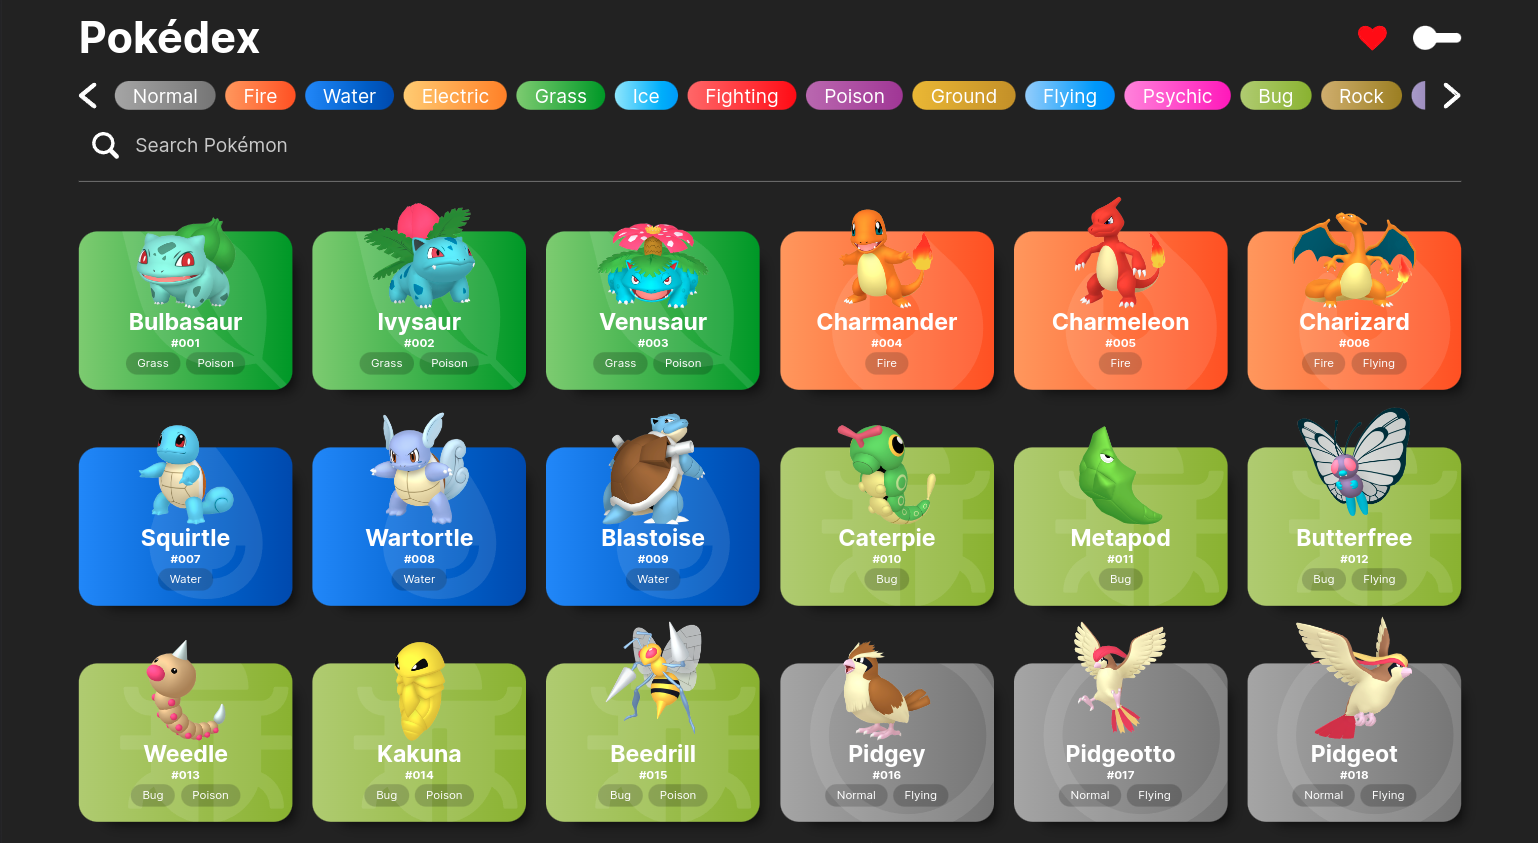 Pokédex
Normal Fire Water Electric Grass Ice Fighting Poison Ground Flying Psychic Bug Rock
Search Pokémon
Bulbasaur Ivysaur Venusaur Charmander Charmeleon Charizard
#001 #002 #003 #004 #005 #006
Grass Poison Grass Poison Grass Poison Fire Fire Fire Flying
Squirtle Wartortle Blastoise Caterpie Metapod Butterfree
#007 #008 #009 #010 #011 #012
Water Water Water Bug Bug Bug Flying
Weedle Kakuna Beedrill Pidgey Pidgeotto Pidgeot
#013 #014 #015 #016 #017 #018
Bug Poison Bug Poison Bug Poison Normal Flying Normal Flying Normal Flying